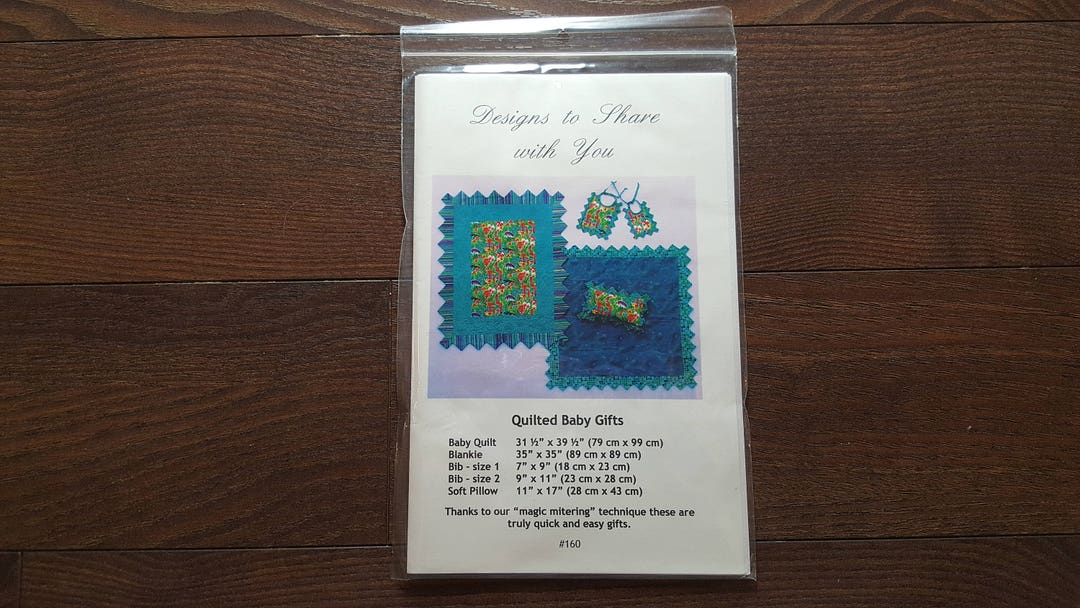 Designs to Share
with You
Quilted Baby Gifts
Baby Quilt 31 ½” x 39 ½” (79 cm x 99 cm)
Blankie 35” x 35” (89 cm x 89 cm)
Bib - size 1 7” x 9” (18 cm x 23 cm)
Bib - size 2 9” x 11” (23 cm x 28 cm)
Soft Pillow 11” x 17” (28 cm x 43 cm)
Thanks to our “magic mitering” technique these are
truly quick and easy gifts.
#160